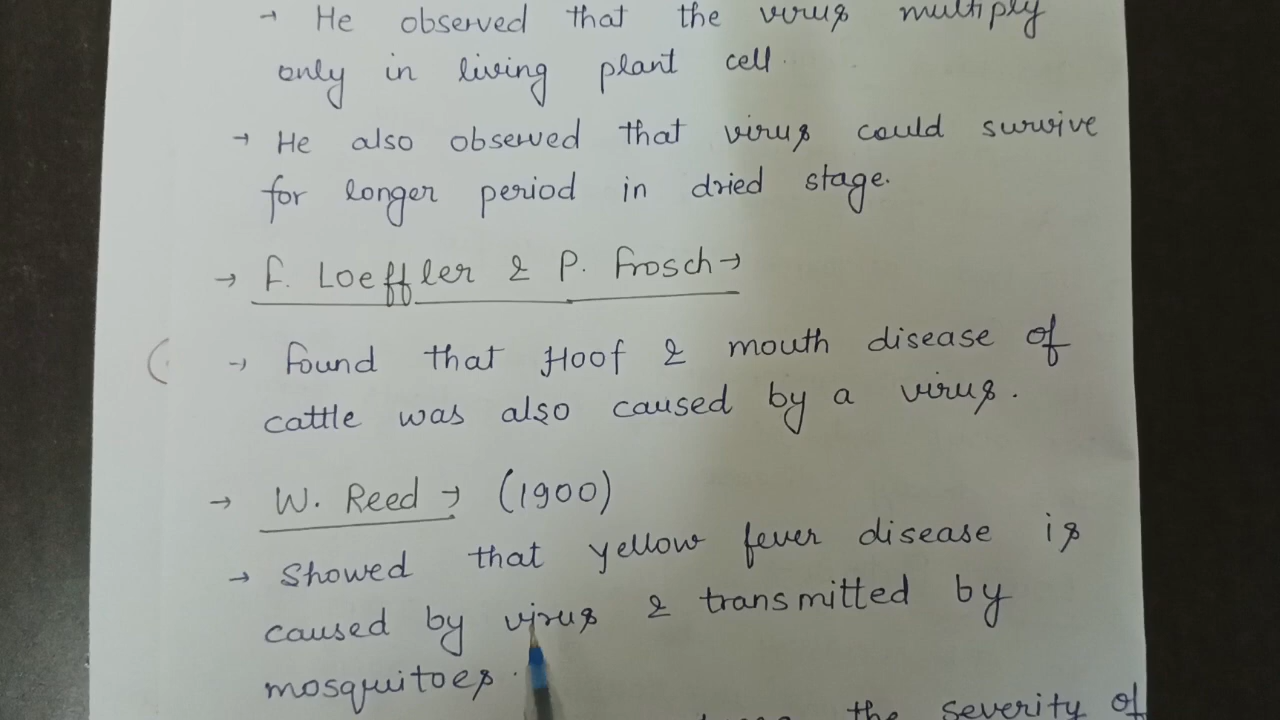 → He observed that the virus multiply
only in living plant cell.
→ He also observed that virus could survive
for longer period in dried stage.
→ F. Loeffler & P. Frosch →
→ Found that Hoof & mouth disease of
cattle was also caused by a virus.
→ W. Reed → (1900)
→ Showed that yellow fever disease is
caused by virus & transmitted by
mosquitoes.
the severity of